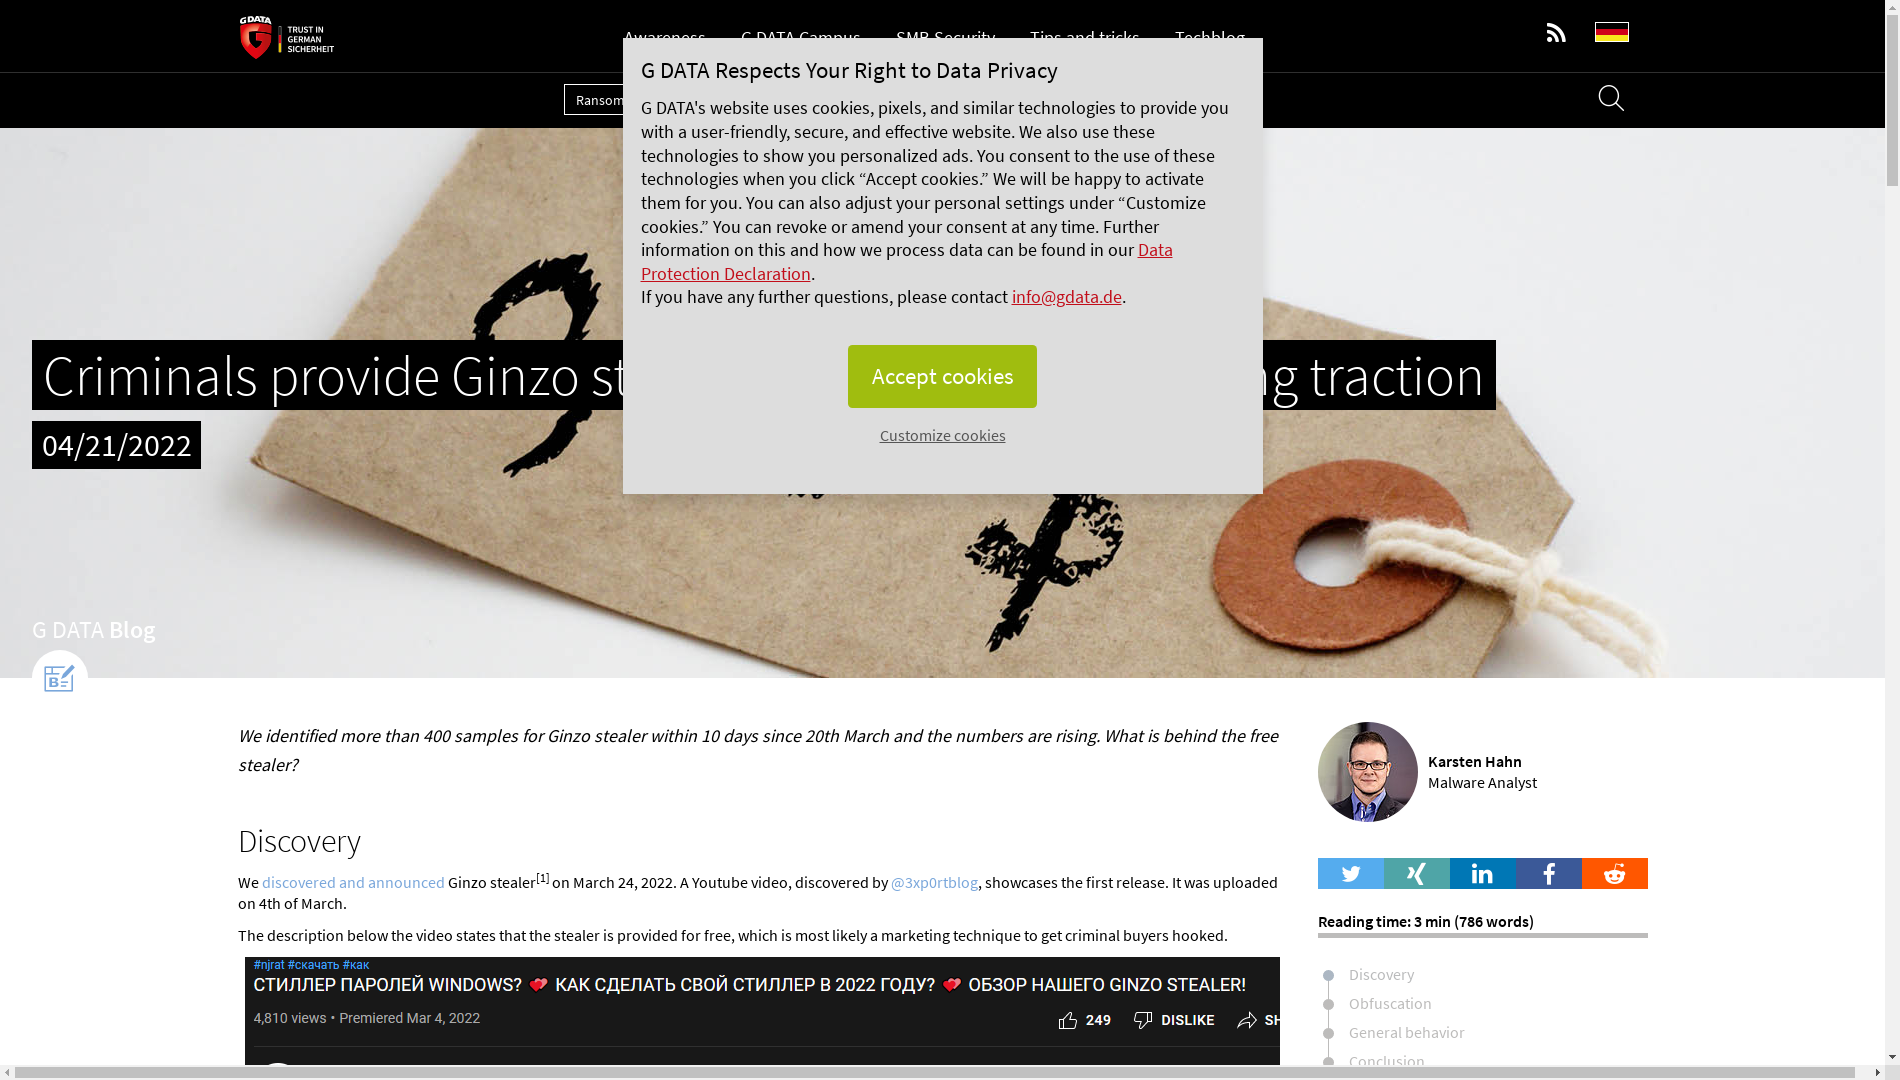 G DATA
TRUST IN
GERMAN
SICHERHEIT
Awareness
G DATA Campus
SMB Security
Tips and tricks
Techblog
Ransom
G DATA Respects Your Right to Data Privacy
G DATA's website uses cookies, pixels, and similar technologies to provide you
with a user-friendly, secure, and effective website. We also use these
technologies to show you personalized ads. You consent to the use of these
technologies when you click “Accept cookies.” We will be happy to activate
them for you. You can also adjust your personal settings under “Customize
cookies.” You can revoke or amend your consent at any time. Further
information on this and how we process data can be found in our Data
Protection Declaration.
If you have any further questions, please contact info@gdata.de.
Accept cookies
Customize cookies
Criminals provide Ginzo st
ng traction
04/21/2022
G DATA Blog
B
We identified more than 400 samples for Ginzo stealer within 10 days since 20th March and the numbers are rising. What is behind the free
stealer?
Discovery
We discovered and announced Ginzo stealer[1] on March 24, 2022. A Youtube video, discovered by @3xp0rtblog, showcases the first release. It was uploaded
on 4th of March.
The description below the video states that the stealer is provided for free, which is most likely a marketing technique to get criminal buyers hooked.
#njrat #скачать #как
СТИЛЛЕР ПАРОЛЕЙ WINDOWS? 💕 КАК СДЕЛАТЬ СВОЙ СТИЛЛЕР В 2022 ГОДУ? 💕 ОБЗОР НАШЕГО GINZO STEALER!
4,810 views • Premiered Mar 4, 2022
249
DISLIKE
SH
Karsten Hahn
Malware Analyst
Reading time: 3 min (786 words)
Discovery
Obfuscation
General behavior
Conclusion